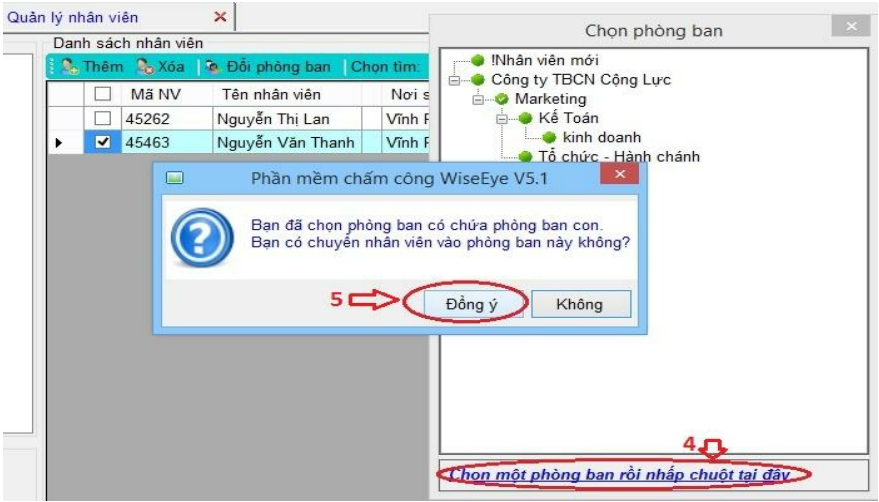 Quản lý nhân viên
Danh sách nhân viên
Thêm Xóa Đổi phòng ban Chọn tìm:
Mã NV Tên nhân viên Nơi s
45262 Nguyễn Thị Lan Vĩnh
45463 Nguyễn Văn Thanh Vĩnh
Chọn phòng ban
!Nhân viên mới
Công ty TBCN Cộng Lực
Marketing
Kế Toán
kinh doanh
Tổ chức - Hành chánh
Phần mềm chấm công WiseEye V5.1
Bạn đã chọn phòng ban có chứa phòng ban con.
Bạn có chuyển nhân viên vào phòng ban này không?
5
Đồng ý Không
4
Chọn một phòng ban rồi nhấp chuột tại đây